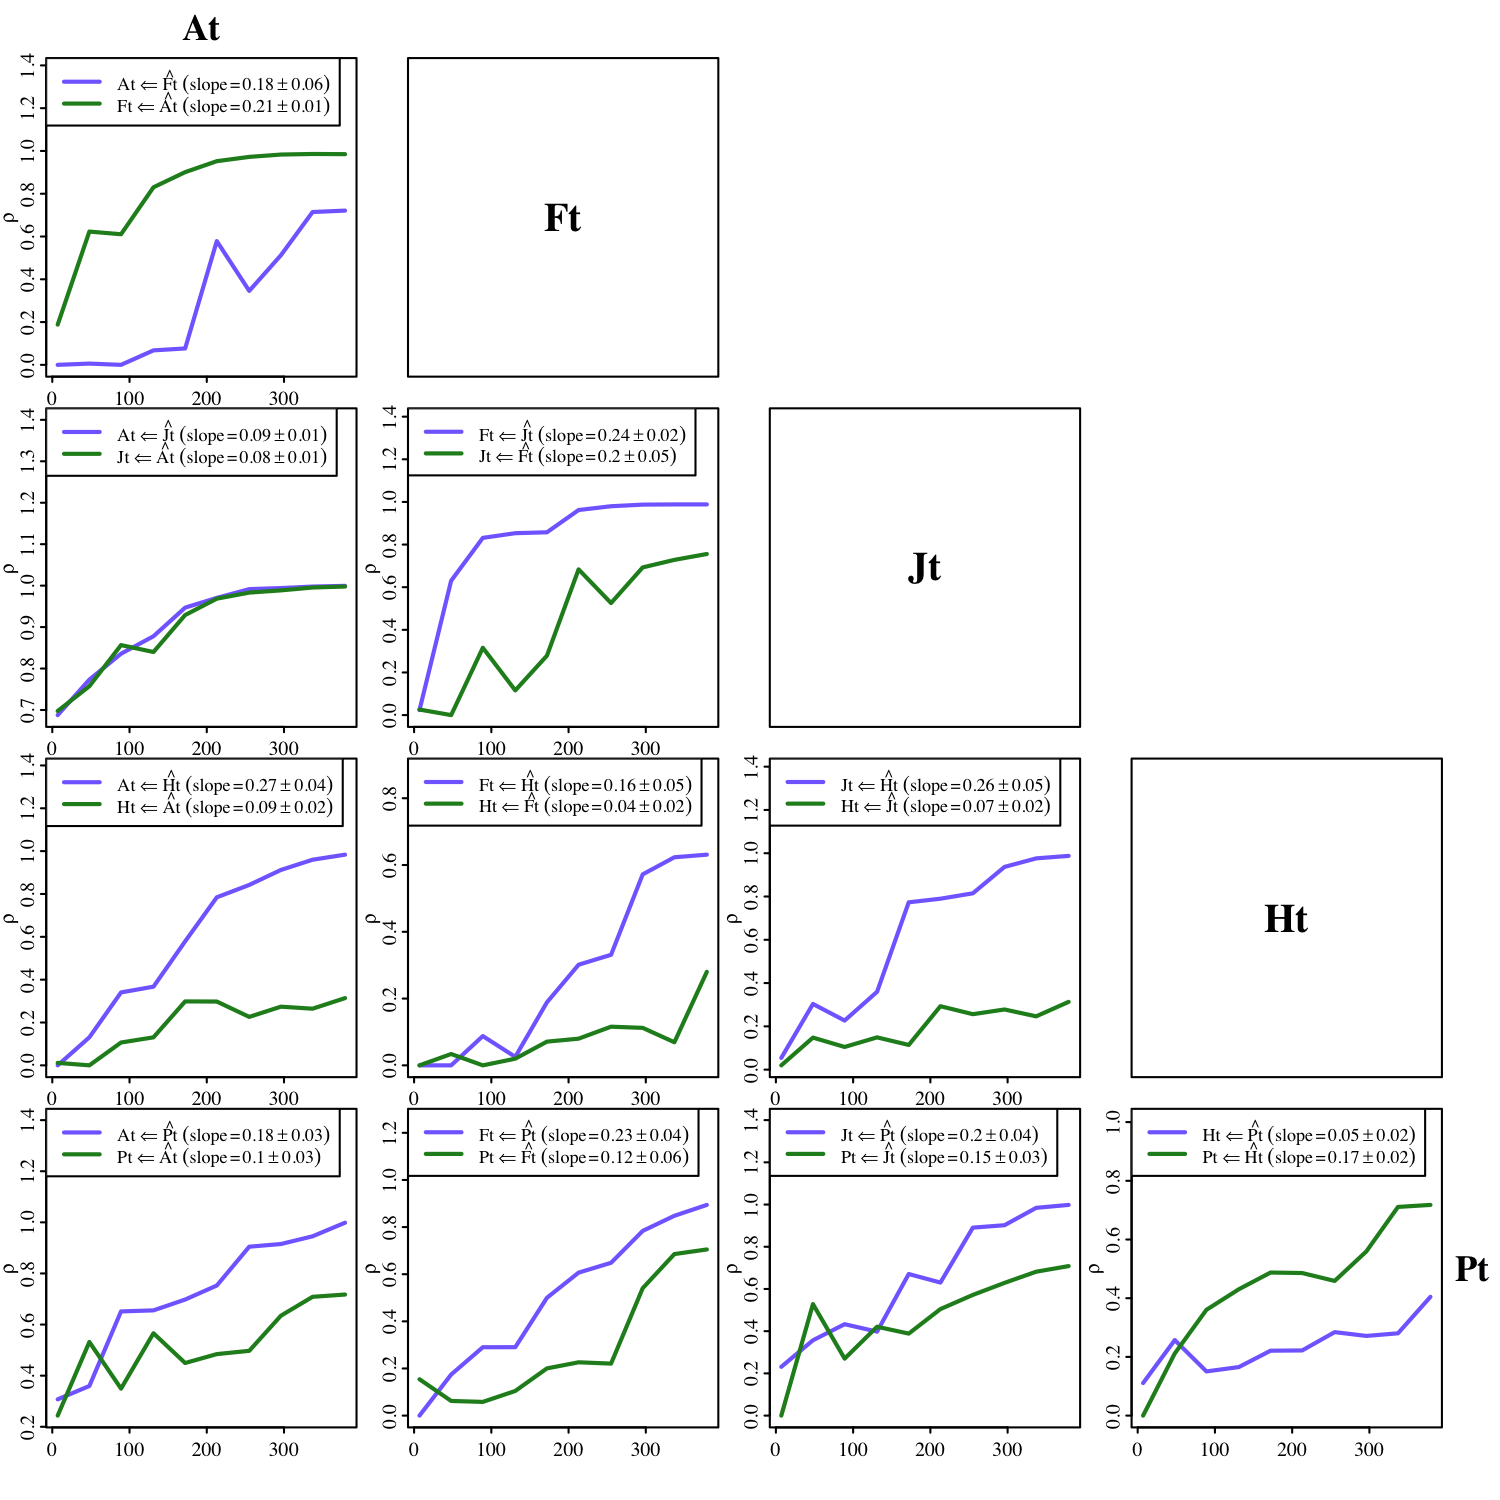 At
At ⇐ F̂t (slope=0.18±0.06)
Ft ⇐ Ât (slope=0.21±0.01)
ρ
0.0 0.2 0.4 0.6 0.8 1.0 1.2 1.4
0 100 200 300
Ft
At ⇐ Ĵt (slope=0.09±0.01)
Jt ⇐ Ât (slope=0.08±0.01)
ρ
0.7 0.8 0.9 1.0 1.1 1.2 1.3 1.4
0 100 200 300
Ft ⇐ Ĵt (slope=0.24±0.02)
Jt ⇐ F̂t (slope=0.2±0.05)
ρ
0.0 0.2 0.4 0.6 0.8 1.0 1.2 1.4
0 100 200 300
Jt
At ⇐ Ĥt (slope=0.27±0.04)
Ht ⇐ Ât (slope=0.09±0.02)
ρ
0.0 0.2 0.4 0.6 0.8 1.0 1.2 1.4
0 100 200 300
Ft ⇐ Ĥt (slope=0.16±0.05)
Ht ⇐ F̂t (slope=0.04±0.02)
ρ
0.0 0.2 0.4 0.6 0.8
0 100 200 300
Jt ⇐ Ĥt (slope=0.26±0.05)
Ht ⇐ Ĵt (slope=0.07±0.02)
ρ
0.0 0.2 0.4 0.6 0.8 1.0 1.2 1.4
0 100 200 300
Ht
At ⇐ P̂t (slope=0.18±0.03)
Pt ⇐ Ât (slope=0.1±0.03)
ρ
0.2 0.4 0.6 0.8 1.0 1.2 1.4
0 100 200 300
Ft ⇐ P̂t (slope=0.23±0.04)
Pt ⇐ F̂t (slope=0.12±0.06)
ρ
0.0 0.2 0.4 0.6 0.8 1.0 1.2
0 100 200 300
Jt ⇐ P̂t (slope=0.2±0.04)
Pt ⇐ Ĵt (slope=0.15±0.03)
ρ
0.0 0.2 0.4 0.6 0.8 1.0 1.2 1.4
0 100 200 300
Ht ⇐ P̂t (slope=0.05±0.02)
Pt ⇐ Ĥt (slope=0.17±0.02)
ρ
0.0 0.2 0.4 0.6 0.8 1.0
0 100 200 300
Pt